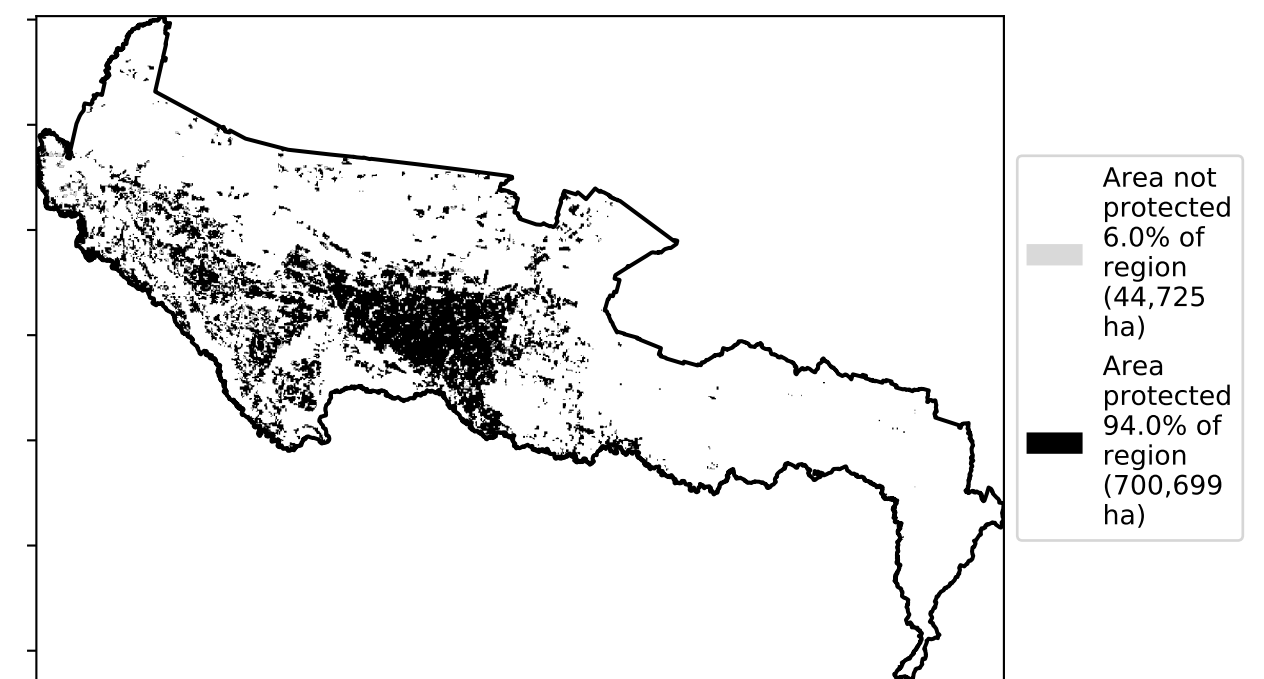 Area not
protected
6.0% of
region
(44,725
ha)
Area
protected
94.0% of
region
(700,699
ha)